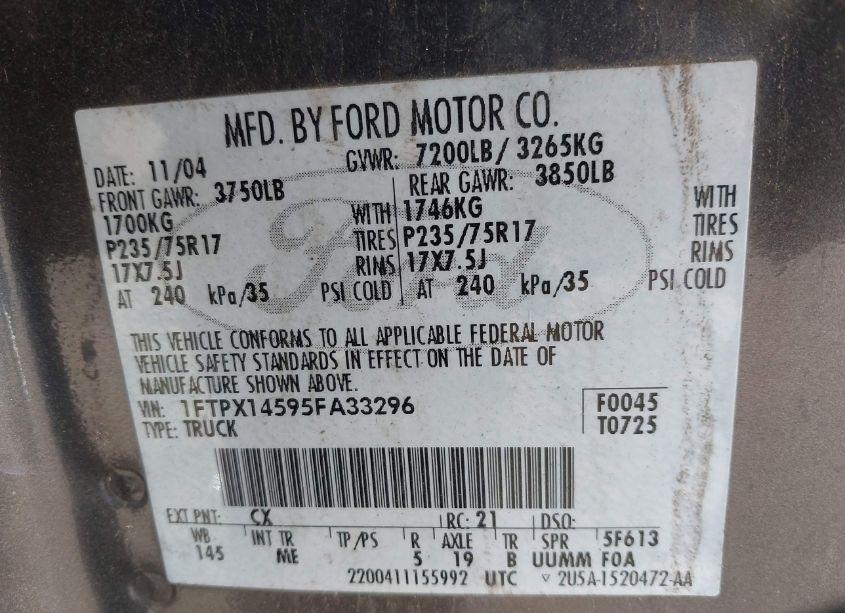 MFD. BY FORD MOTOR CO.
DATE: 11/04 GVWR: 7200LB/ 3265KG
FRONT GAWR: 3750LB REAR GAWR: 3850LB
1700KG WITH 1746KG WITH
P235/75R17 TIRES P235/75R17 TIRES
17X7.5J RIMS 17X7.5J RIMS
AT 240 kPa/35 PSI COLD AT 240 kPa/35 PSI COLD
Ford
THIS VEHICLE CONFORMS TO ALL APPLICABLE FEDERAL MOTOR
VEHICLE SAFETY STANDARDS IN EFFECT ON THE DATE OF
MANUFACTURE SHOWN ABOVE.
VIN: 1FTPX14595FA33296 F0045
TYPE: TRUCK T0725
EXT PNT: CX RC: 21 DSO:
WB INT TR TP/PS R AXLE TR SPR 5F613
145 ME 5 19 B UUMM F0A
2200411155992 UTC ▽ 2U5A-1520472-AA